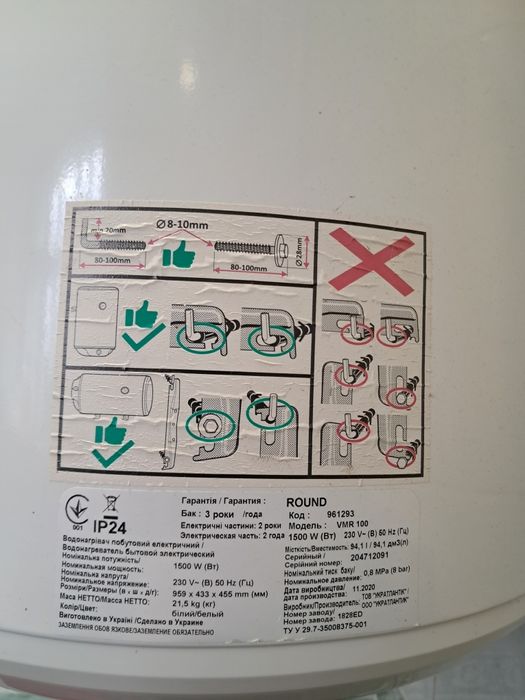 Ø8-10mm
min 20mm
80-100mm
80-100mm
Ø28mm
001
IP24
Гарантія / Гарантия :
Бак : 3 роки /года
Електричні частини: 2 роки
Электрическая часть: 2 года
ROUND
Код : 961293
Модель : VMR 100
1500 W (Вт) 230 V~ (В) 50 Hz (Гц)
Водонагрівач побутовий електричний /
Водонагреватель бытовой электрический
Номінальна потужність/
Номинальная мощность: 1500 W (Вт)
Номінальна напруга/
Номинальное напряжение: 230 V~ (В) 50 Hz (Гц)
Розміри/Размеры (в x ш x д/г): 959 x 433 x 455 mm (мм)
Маса НЕТТО/Масса НЕТТО: 21,5 kg (кг)
Колір/Цвет: білий/белый
Виготовлено в Україні /Сделано в Украине
ЗАЗЕМЛЕННЯ ОБОВ ЯЗКОВЕ/ЗАЗЕМЛЕНИЕ ОБЯЗАТЕЛЬНО
Місткість/Вместимость: 94,1 l / 94,1 дм3(л)
Серійний / 204712091
Серийний номер:
Номінальний тиск баку/ 0,8 MPa (8 bar)
Номинальное давление:
Дата виробництва/ 11.2020
дата производства:
Виробник/Производитель: ТОВ "УКРАТЛАНТІК"/
ООО "УКРАТЛАНТИК"
Номер заводу/
номер завода: 1828ED
ТУ У 29.7-35008375-001